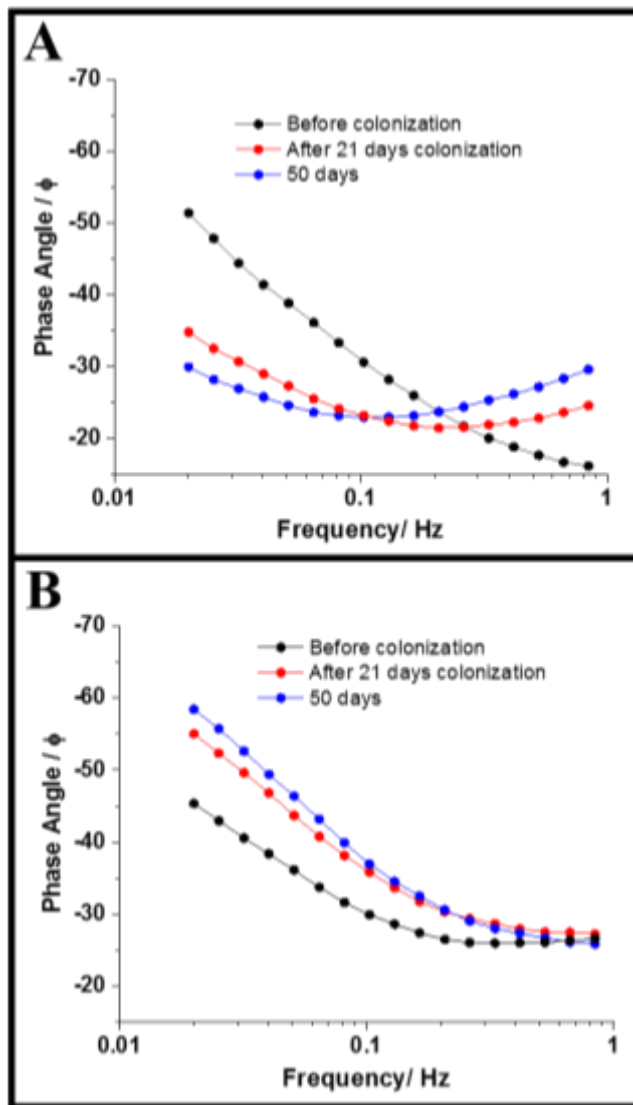 A
-70
-60
-50
-40
-30
-20
Phase Angle / ϕ
Before colonization
After 21 days colonization
50 days
0.01 0.1 1
Frequency/ Hz
B
-70
-60
-50
-40
-30
-20
Phase Angle / ϕ
Before colonization
After 21 days colonization
50 days
0.01 0.1 1
Frequency/ Hz